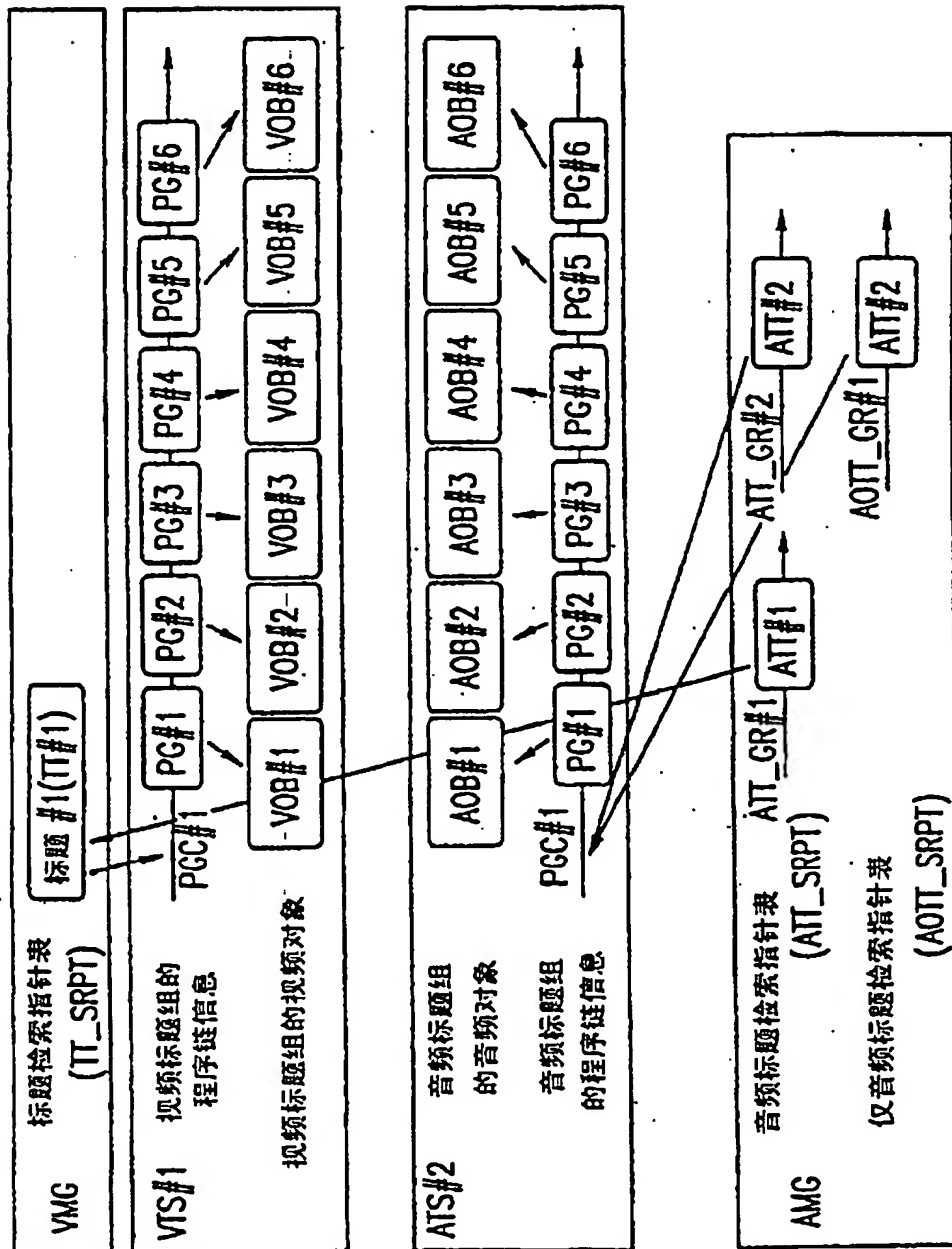 VMG
标题检索指针表
(TT_SRPT)
标题 #1(TT#1)
VTS#1
视频标题组的
程序链信息
PGC#1
PG#1
PG#2
PG#3
PG#4
PG#5
PG#6
视频标题组的视频对象
VOB#1
VOB#2
VOB#3
VOB#4
VOB#5
VOB#6
ATS#2
音频标题组
的音频对象
AOB#1
AOB#2
AOB#3
AOB#4
AOB#5
AOB#6
音频标题组
的程序链信息
PGC#1
PG#1
PG#2
PG#3
PG#4
PG#5
PG#6
AMG
音频标题检索指针表
(ATT_SRPT)
ATT_GR#1
ATT#1
ATT_GR#2
ATT#2
仅音频标题检索指针表
(AOTT_SRPT)
AOTT_GR#1
ATT#2